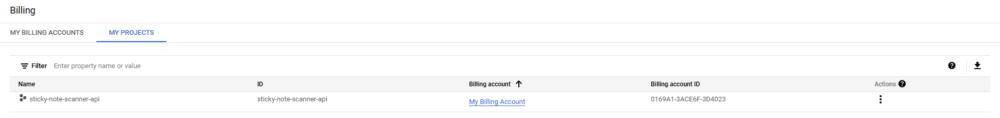 Billing
MY BILLING ACCOUNTS MY PROJECTS
Filter Enter property name or value
Name ID Billing account Billing account ID Actions
sticky-note-scanner-api sticky-note-scanner-api My Billing Account 0169A1-3ACE6F-3D4023